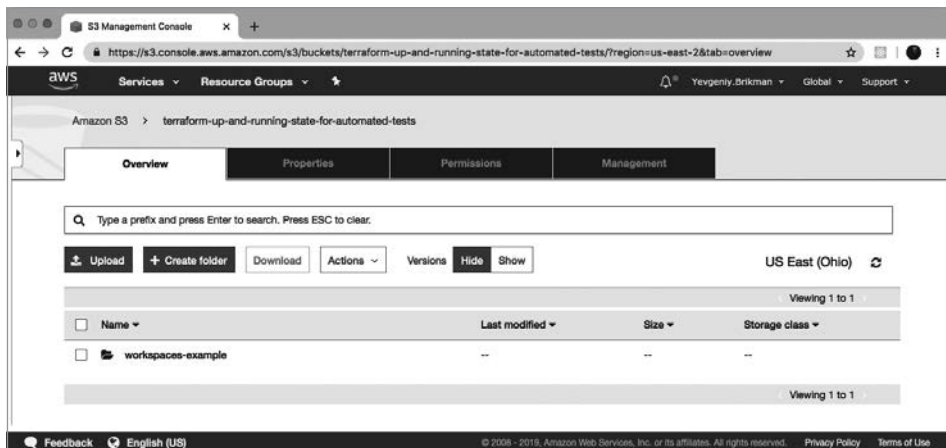 S3 Management Console
https://s3.console.aws.amazon.com/s3/buckets/terraform-up-and-running-state-for-automated-tests/?region=us-east-2&tab=overview
aws Services Resource Groups Yevgeniy.Brikman Global Support
Amazon S3 > terraform-up-and-running-state-for-automated-tests
Overview Properties Permissions Management
Type a prefix and press Enter to search. Press ESC to clear.
Upload + Create folder Download Actions Versions Hide Show US East (Ohio)
Viewing 1 to 1
Name Last modified Size Storage class
workspaces-example -- -- --
Viewing 1 to 1
Feedback English (US) © 2008 - 2019, Amazon Web Services, Inc. or its affiliates. All rights reserved. Privacy Policy Terms of Use